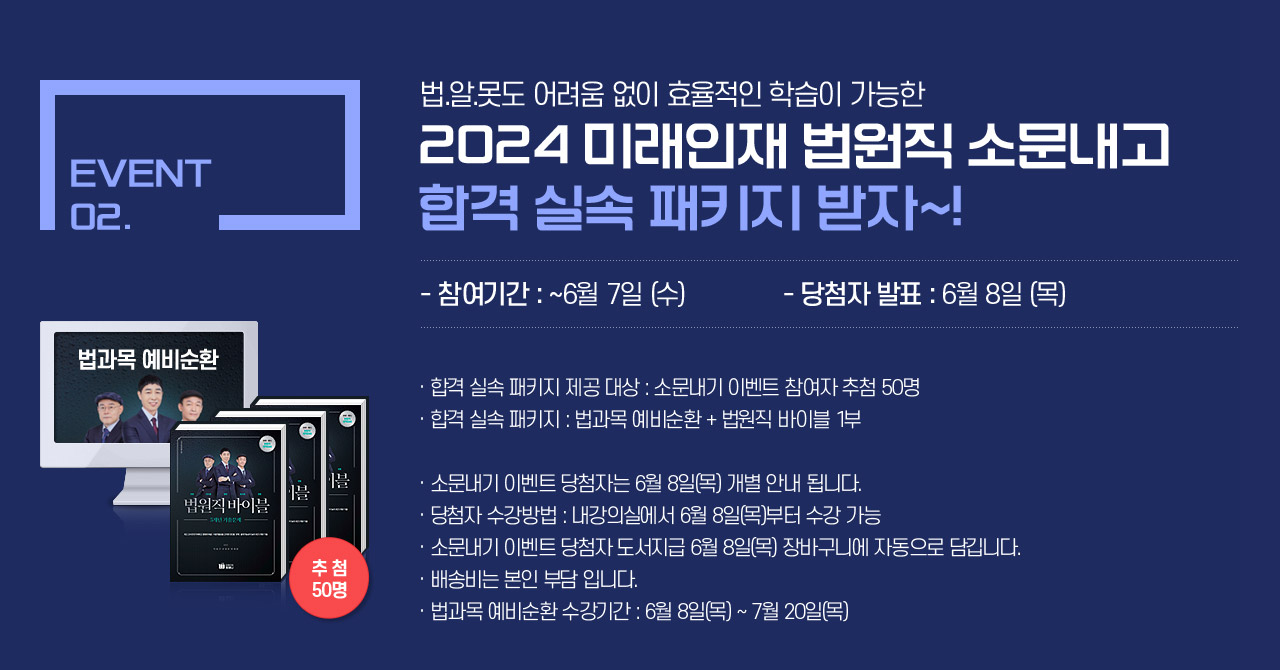 EVENT
02.
법.알.못도 어려움 없이 효율적인 학습이 가능한
2024 미래인재 법원직 소문내고
합격 실속 패키지 받자~!
- 참여기간 : ~6월 7일 (수)
- 당첨자 발표 : 6월 8일 (목)
법과목 예비순환
법원직 바이블
5개년 기출문제
이블
블
추 첨
50명
· 합격 실속 패키지 제공 대상 : 소문내기 이벤트 참여자 추첨 50명
· 합격 실속 패키지 : 법과목 예비순환 + 법원직 바이블 1부
· 소문내기 이벤트 당첨자는 6월 8일(목) 개별 안내 됩니다.
· 당첨자 수강방법 : 내강의실에서 6월 8일(목)부터 수강 가능
· 소문내기 이벤트 당첨자 도서지급 6월 8일(목) 장바구니에 자동으로 담깁니다.
· 배송비는 본인 부담 입니다.
· 법과목 예비순환 수강기간 : 6월 8일(목) ~ 7월 20일(목)